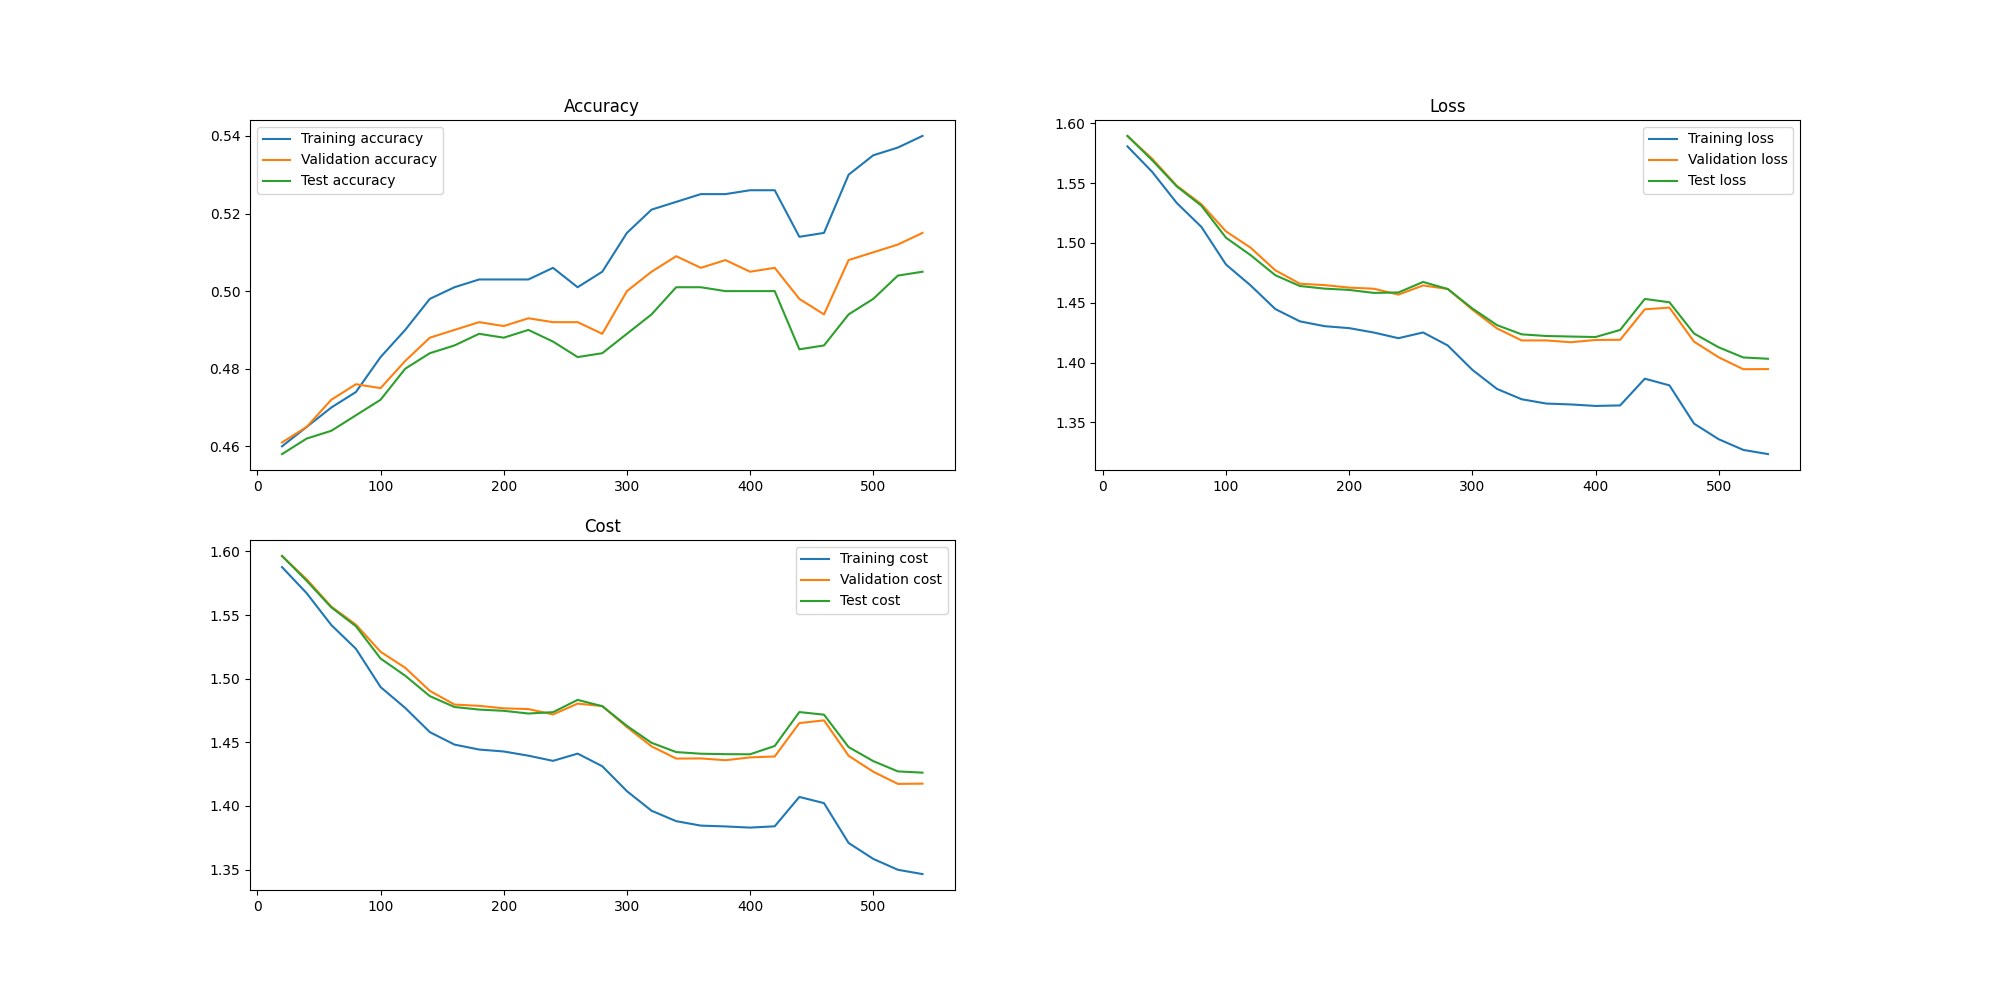 Accuracy
0.54
0.52
0.50
0.48
0.46
Training accuracy
Validation accuracy
Test accuracy
0 100 200 300 400 500
Loss
1.60
1.55
1.50
1.45
1.40
1.35
Training loss
Validation loss
Test loss
0 100 200 300 400 500
Cost
1.60
1.55
1.50
1.45
1.40
1.35
Training cost
Validation cost
Test cost
0 100 200 300 400 500